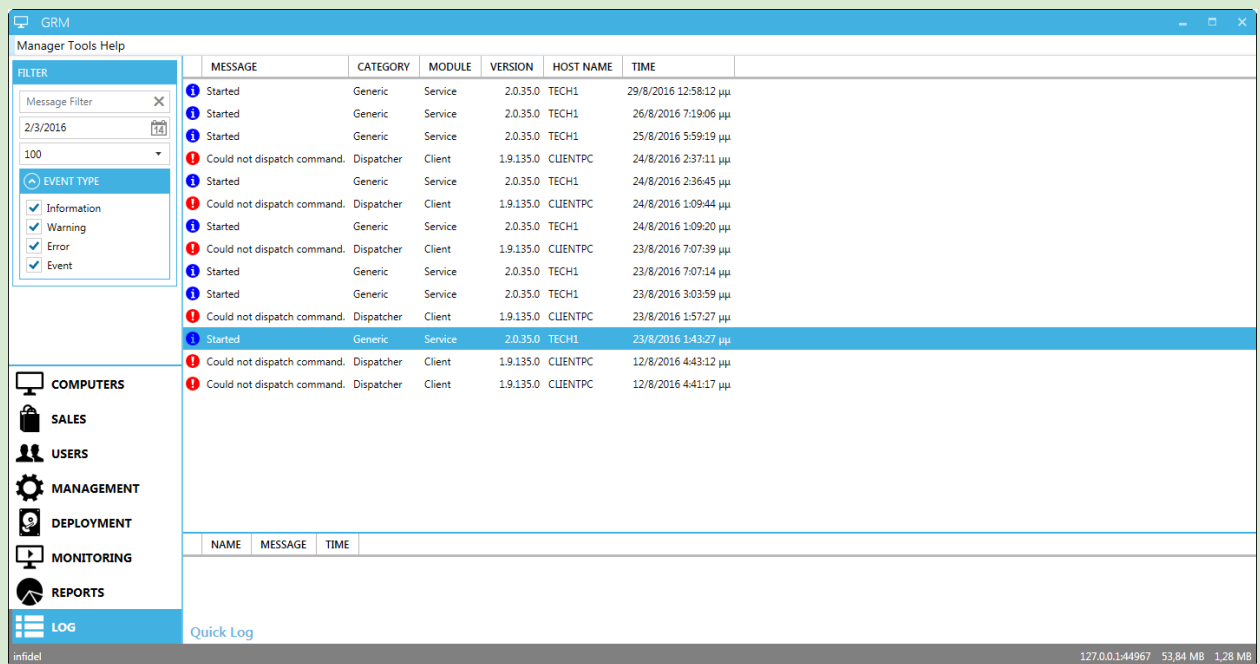 GRM
Manager Tools Help
FILTER
Message Filter
2/3/2016
14
100
EVENT TYPE
Information
Warning
Error
Event
COMPUTERS
SALES
USERS
MANAGEMENT
DEPLOYMENT
MONITORING
REPORTS
LOG
MESSAGE CATEGORY MODULE VERSION HOST NAME TIME
Started Generic Service 2.0.35.0 TECH1 29/8/2016 12:58:12 μμ
Started Generic Service 2.0.35.0 TECH1 26/8/2016 7:19:06 μμ
Started Generic Service 2.0.35.0 TECH1 25/8/2016 5:59:19 μμ
Could not dispatch command. Dispatcher Client 1.9.135.0 CLIENTPC 24/8/2016 2:37:11 μμ
Started Generic Service 2.0.35.0 TECH1 24/8/2016 2:36:45 μμ
Could not dispatch command. Dispatcher Client 1.9.135.0 CLIENTPC 24/8/2016 1:09:44 μμ
Started Generic Service 2.0.35.0 TECH1 24/8/2016 1:09:20 μμ
Could not dispatch command. Dispatcher Client 1.9.135.0 CLIENTPC 23/8/2016 7:07:39 μμ
Started Generic Service 2.0.35.0 TECH1 23/8/2016 7:07:14 μμ
Started Generic Service 2.0.35.0 TECH1 23/8/2016 3:03:59 μμ
Could not dispatch command. Dispatcher Client 1.9.135.0 CLIENTPC 23/8/2016 1:57:27 μμ
Started Generic Service 2.0.35.0 TECH1 23/8/2016 1:43:27 μμ
Could not dispatch command. Dispatcher Client 1.9.135.0 CLIENTPC 12/8/2016 4:43:12 μμ
Could not dispatch command. Dispatcher Client 1.9.135.0 CLIENTPC 12/8/2016 4:41:17 μμ
NAME MESSAGE TIME
Quick Log
infidel 127.0.0.1:44967 53,84 MB 1,28 MB